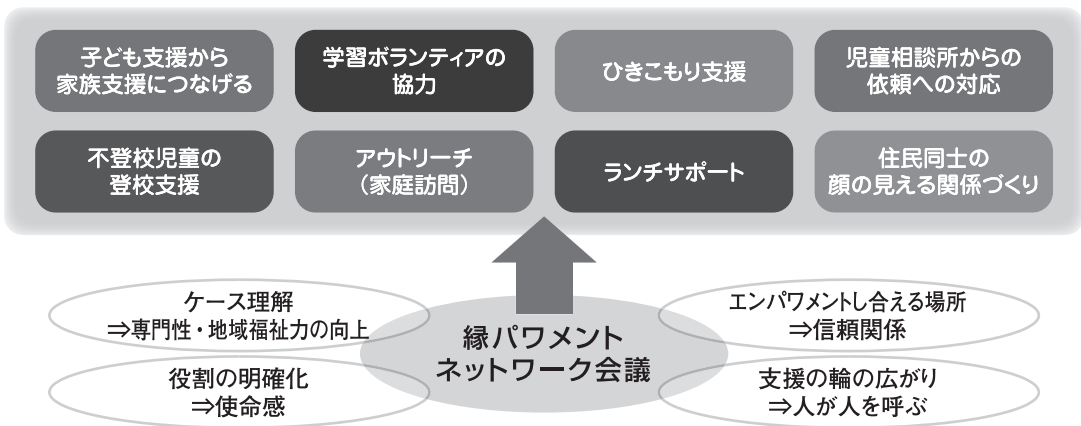 子ども支援から
家族支援につなげる
学習ボランティアの
協力
ひきこもり支援
児童相談所からの
依頼への対応
不登校児童の
登校支援
アウトリーチ
（家庭訪問）
ランチサポート
住民同士の
顔の見える関係づくり
ケース理解
⇒専門性・地域福祉力の向上
役割の明確化
⇒使命感
縁パワメント
ネットワーク会議
エンパワメントし合える場所
⇒信頼関係
支援の輪の広がり
⇒人が人を呼ぶ